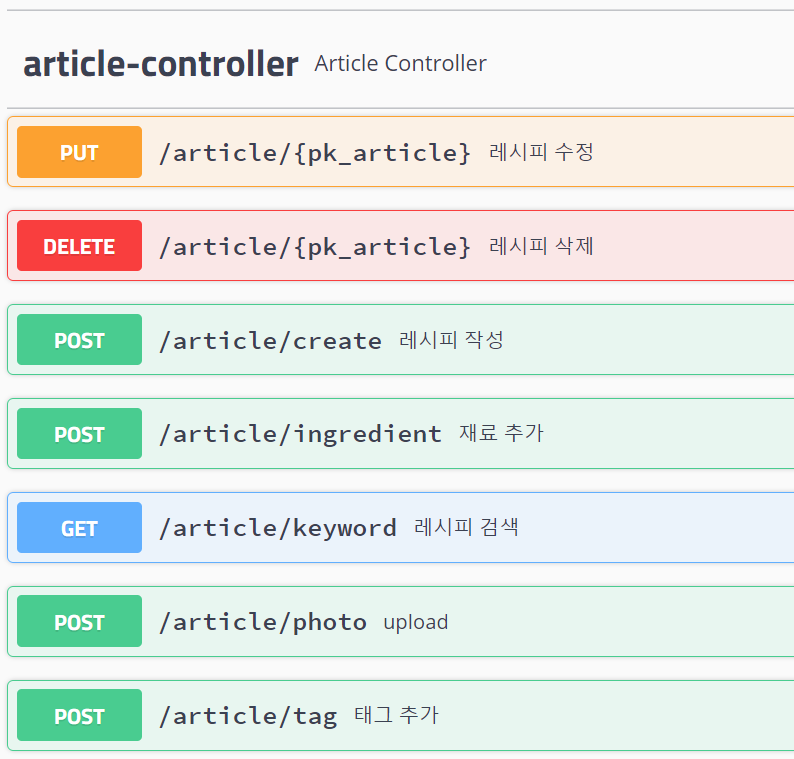 article-controller Article Controller
PUT /article/{pk_article} 레시피 수정
DELETE /article/{pk_article} 레시피 삭제
POST /article/create 레시피 작성
POST /article/ingredient 재료 추가
GET /article/keyword 레시피 검색
POST /article/photo upload
POST /article/tag 태그 추가